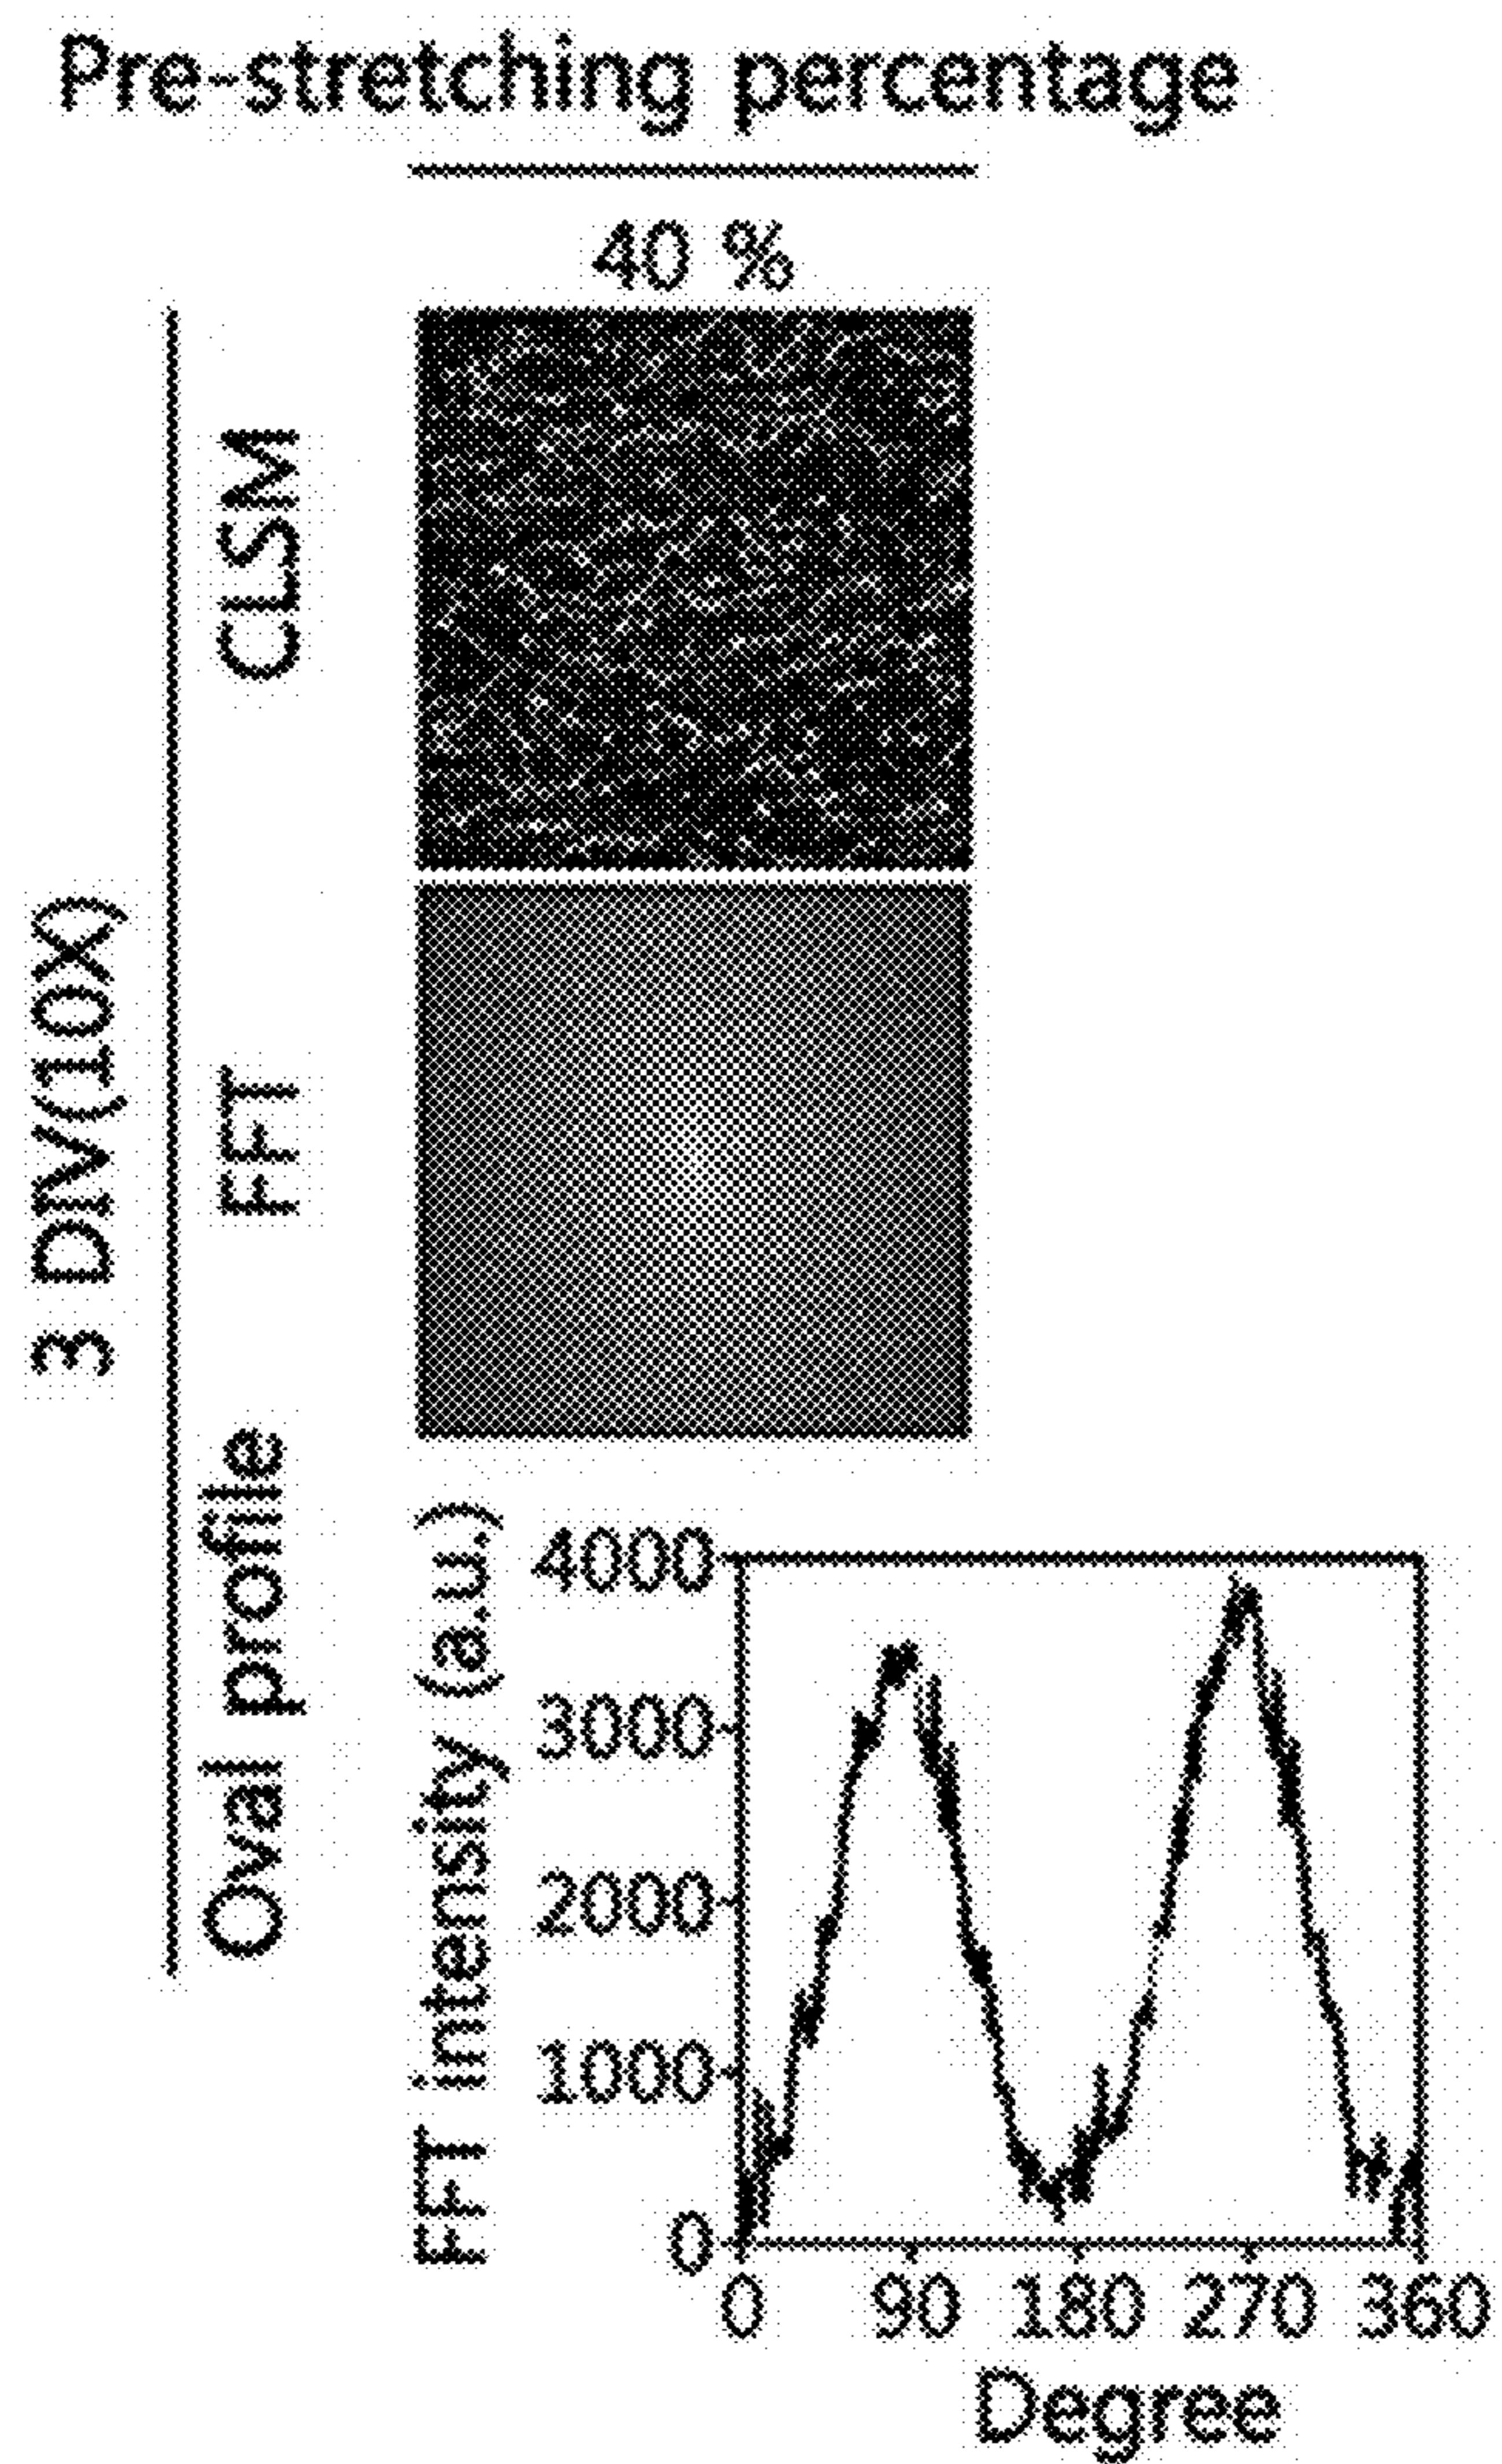 Pre-stretching percentage
40 %
3 DIV(10X)
CLSM
FFT
Oval profile
FFT intensity (a.u.)
4000
3000
2000
1000
0
0 90 180 270 360
Degree